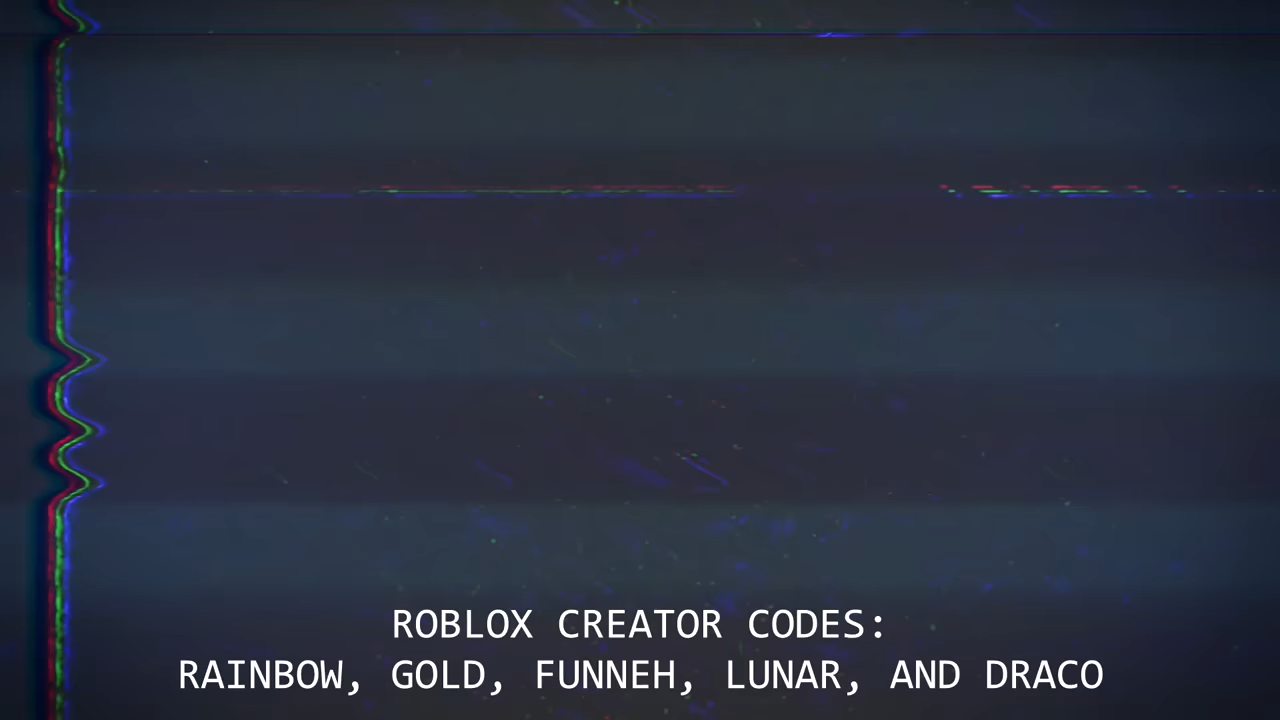 ROBLOX CREATOR CODES:
RAINBOW, GOLD, FUNNEH, LUNAR, AND DRACO